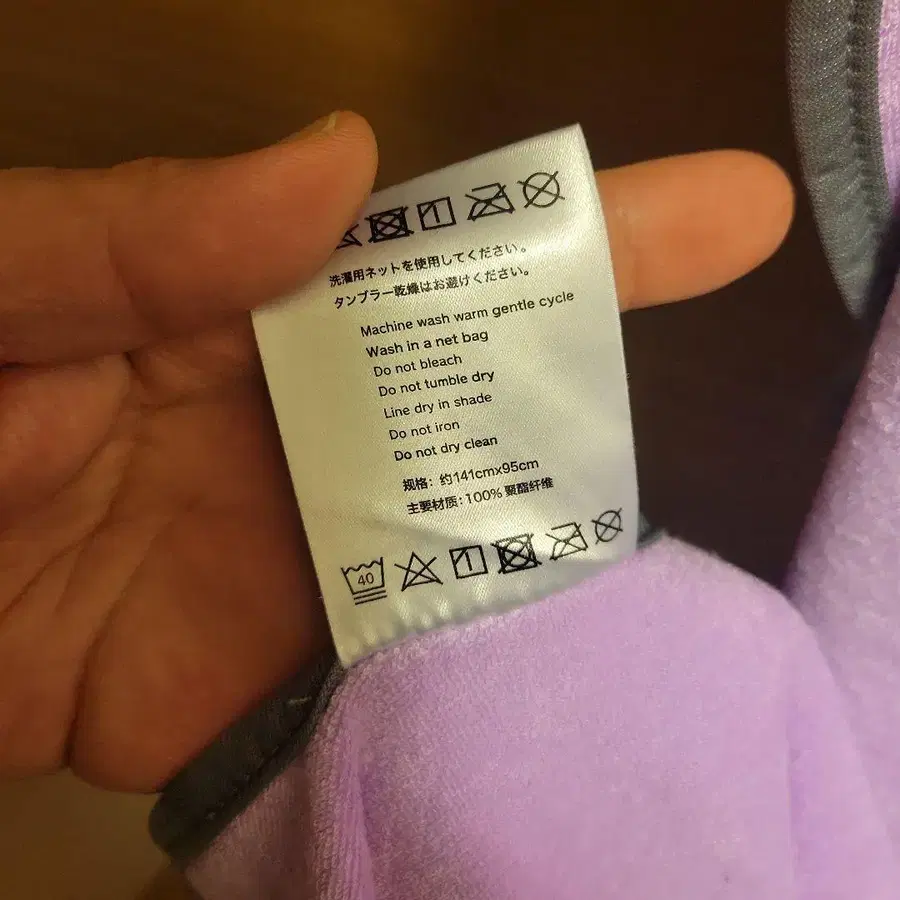 洗濯用ネットを使用してください。
タンブラー乾燥はお避けください。
Machine wash warm gentle cycle
Wash in a net bag
Do not bleach
Do not tumble dry
Line dry in shade
Do not iron
Do not dry clean
规格：约141cmx95cm
主要材质：100% 聚酯纤维
40